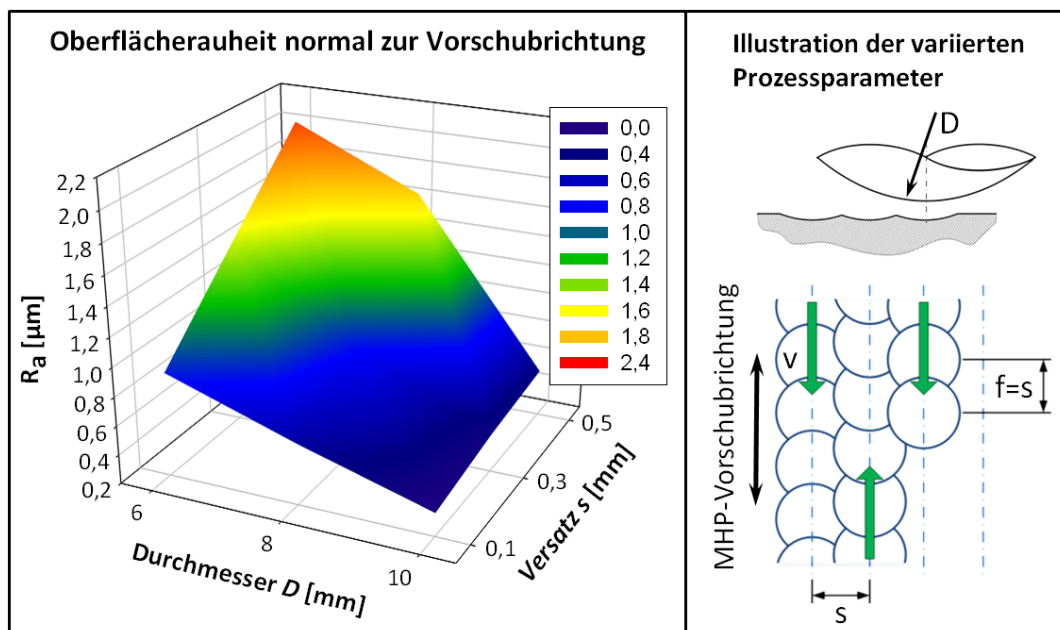 Oberflächerauheit normal zur Vorschubrichtung
Ra [µm]
2,2
2,0
1,8
1,6
1,4
1,2
1,0
0,8
0,6
0,4
0,2
6
8
10
Durchmesser D [mm]
0,1
0,3
0,5
Versatz s [mm]
0,0
0,4
0,6
0,8
1,0
1,2
1,4
1,6
1,8
2,4
Illustration der variierten
Prozessparameter
D
MHP-Vorschubrichtung
v
f=s
s